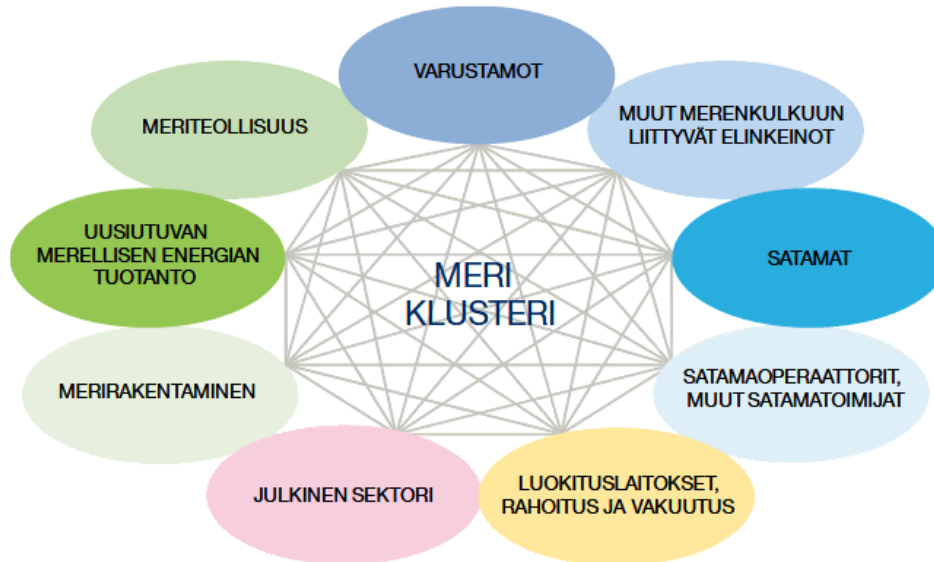 VARUSTAMOT
MERITEOLLISUUS
MUUT MERENKULKUUN
LIITTYVÄT ELINKEINOT
UUSIUTUVAN
MERELLISEN ENERGIAN
TUOTANTO
MERI
KLUSTERI
SATAMAT
MERIRAKENTAMINEN
SATAMAOPERAATTORIT,
MUUT SATAMATOIMIJAT
JULKINEN SEKTORI
LUOKITUSLAITOKSET,
RAHOITUS JA VAKUUTUS